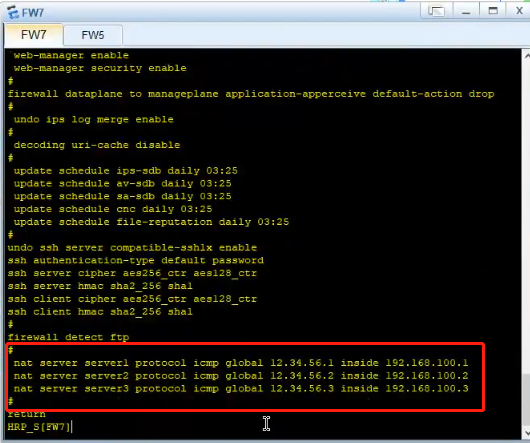 FW7
FW7 FW5
web-manager enable
web-manager security enable
#
firewall dataplane to manageplane application-apperceive default-action drop
#
undo ips log merge enable
#
decoding uri-cache disable
#
update schedule ips-sdb daily 03:25
update schedule av-sdb daily 03:25
update schedule sa-sdb daily 03:25
update schedule cnc daily 03:25
update schedule file-reputation daily 03:25
#
undo ssh server compatible-ssh1x enable
ssh authentication-type default password
ssh server cipher aes256_ctr aes128_ctr
ssh server hmac sha2_256 sha1
ssh client cipher aes256_ctr aes128_ctr
ssh client hmac sha2_256 sha1
#
firewall detect ftp
#
nat server server1 protocol icmp global 12.34.56.1 inside 192.168.100.1
nat server server2 protocol icmp global 12.34.56.2 inside 192.168.100.2
nat server server3 protocol icmp global 12.34.56.3 inside 192.168.100.3
#
return
HRP_S[FW7]